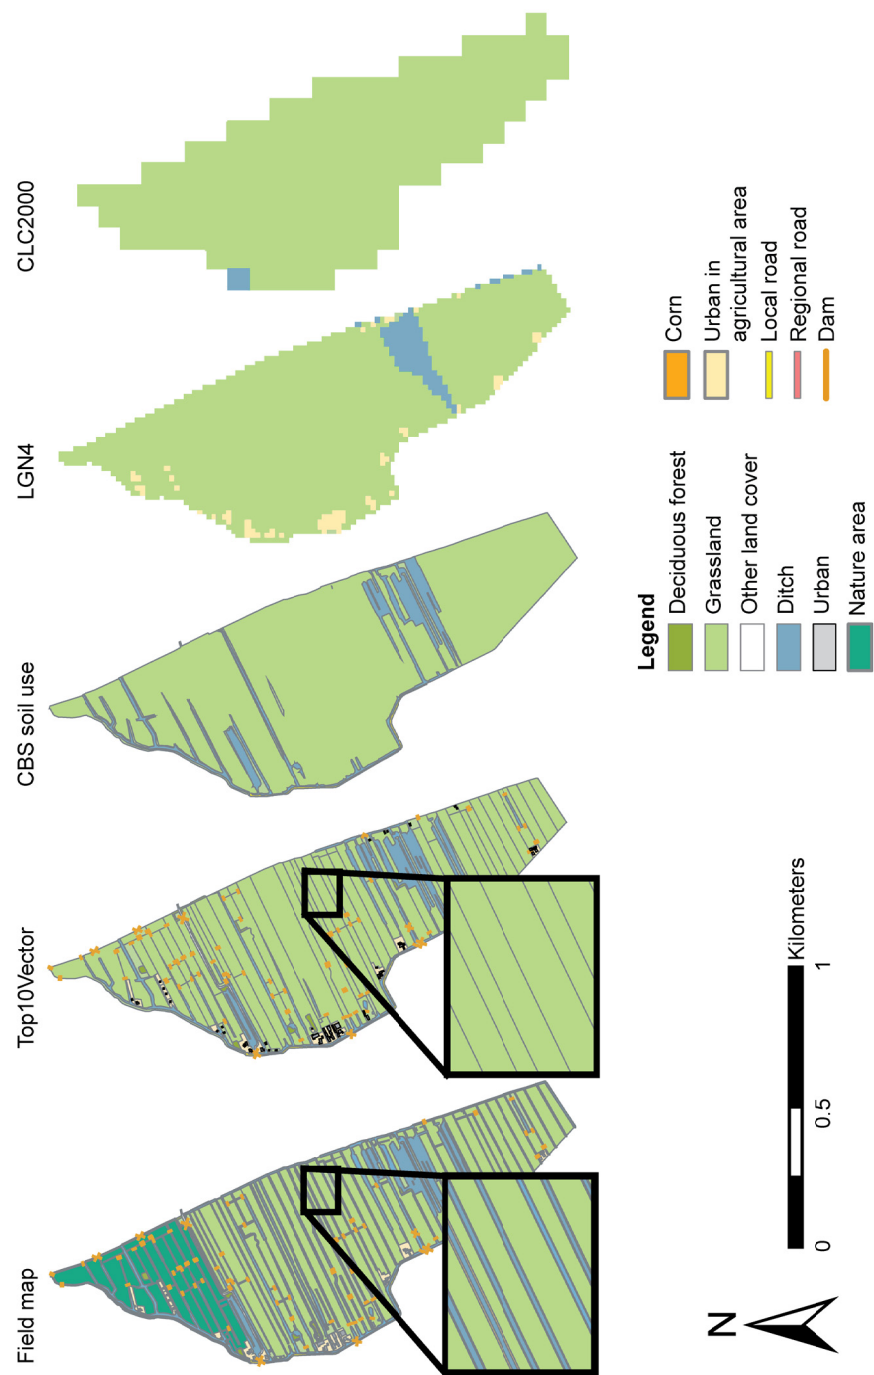 Field map
Top10Vector
CBS soil use
LGN4
CLC2000
N
0
0.5
1
Kilometers
Legend
Deciduous forest
Grassland
Other land cover
Ditch
Urban
Nature area
Corn
Urban in
agricultural area
Local road
Regional road
Dam